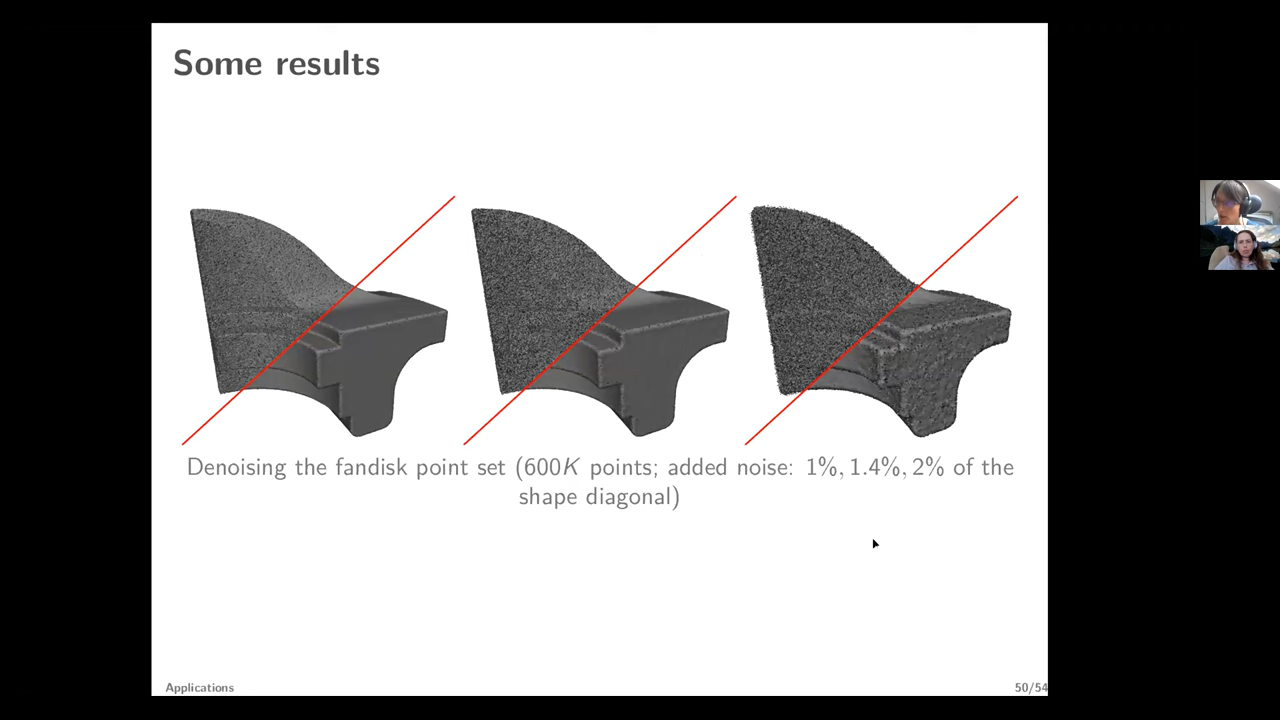 Some results
Denoising the fandisk point set (600K points; added noise: 1%, 1.4%, 2% of the
shape diagonal)
Applications
50/54